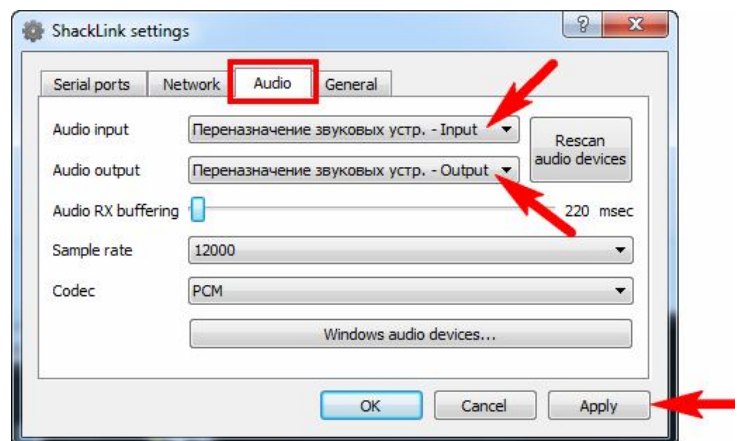 ShackLink settings
Serial ports Network Audio General
Audio input Переназначение звуковых устр. - Input
Rescan audio devices
Audio output Переназначение звуковых устр. - Output
Audio RX buffering 220 msec
Sample rate 12000
Codec PCM
Windows audio devices...
OK Cancel Apply